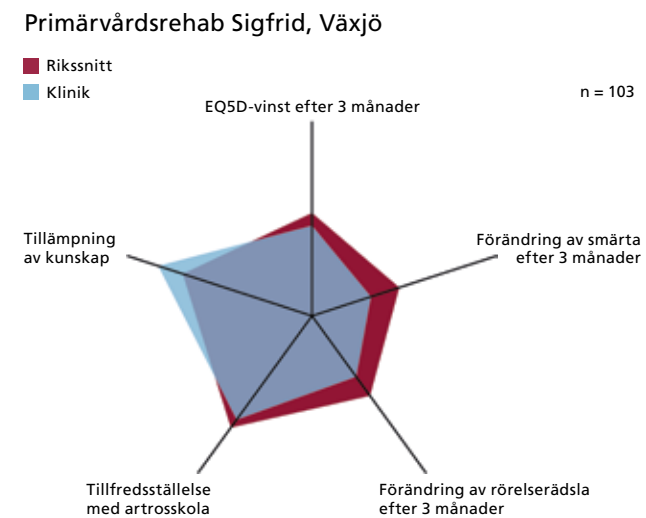 Primärvårdsrehab Sigfrid, Växjö
Rikssnitt
Klinik
n = 103
EQ5D-vinst efter 3 månader
Förändring av smärta
efter 3 månader
Tillämpning
av kunskap
Tillfredsställelse
med artrosskola
Förändring av rörelserädsla
efter 3 månader